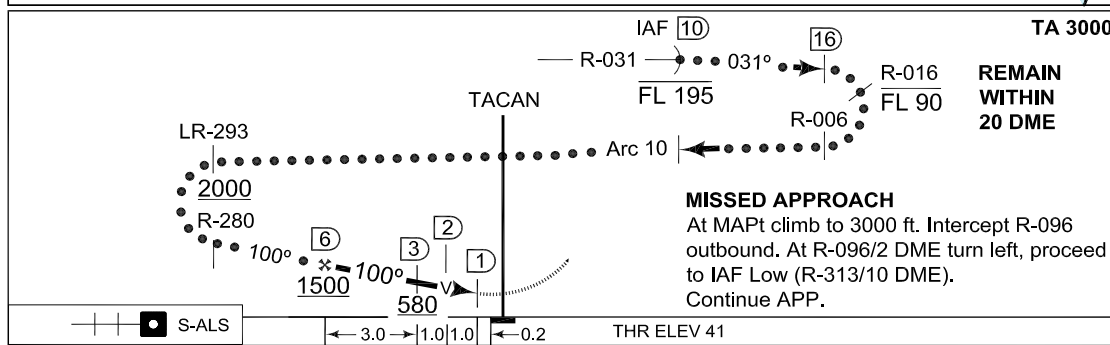 TA 3000
IAF 10
R-031
031º
16
FL 195
R-016
FL 90
REMAIN
WITHIN
20 DME
TACAN
R-006
LR-293
Arc 10
2000
R-280
100º
6
1500
100º
3
580
2
V
1
MISSED APPROACH
At MAPt climb to 3000 ft. Intercept R-096
outbound. At R-096/2 DME turn left, proceed
to IAF Low (R-313/10 DME).
Continue APP.
S-ALS
3.0
1.0
1.0
0.2
THR ELEV 41